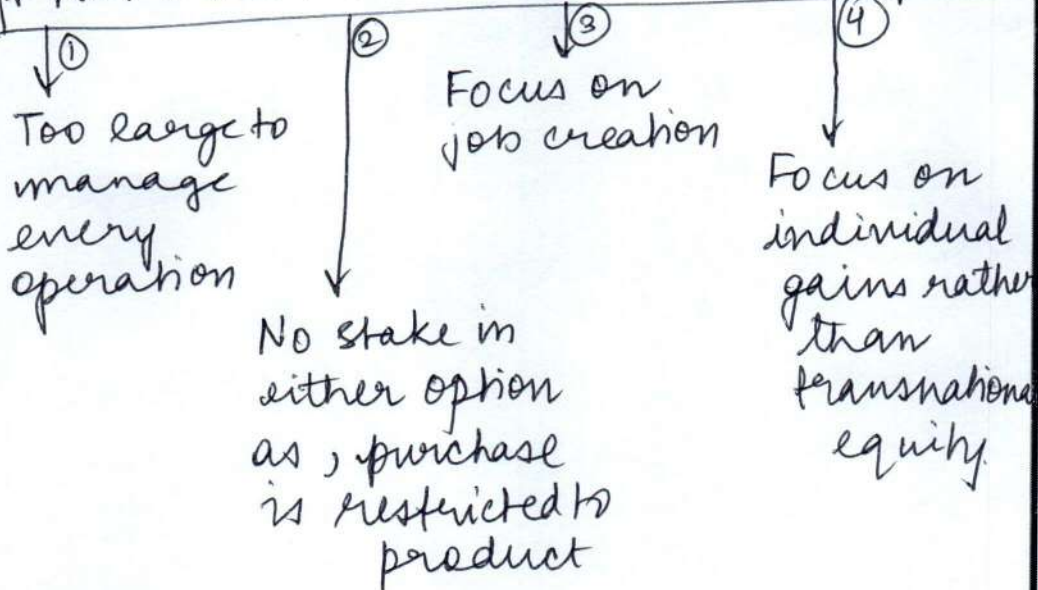 ①
Too large to
manage
every
operation
②
No stake in
either option
as, purchase
is restricted to
product
③
Focus on
job creation
④
Focus on
individual
gains rather
than
transnationa
equity.